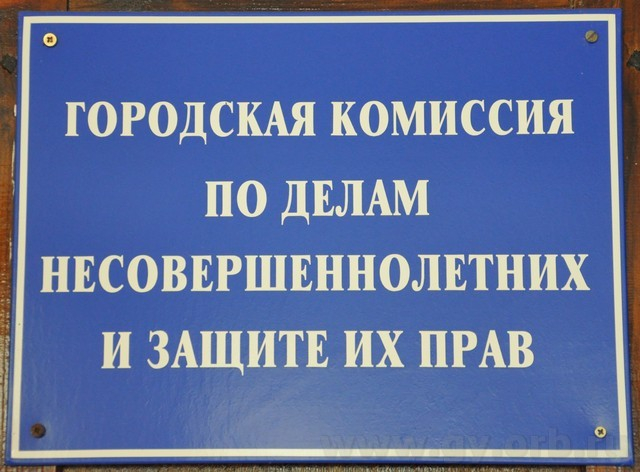 ГОРОДСКАЯ КОМИССИЯ
ПО ДЕЛАМ
НЕСОВЕРШЕННОЛЕТНИХ
И ЗАЩИТЕ ИХ ПРАВ